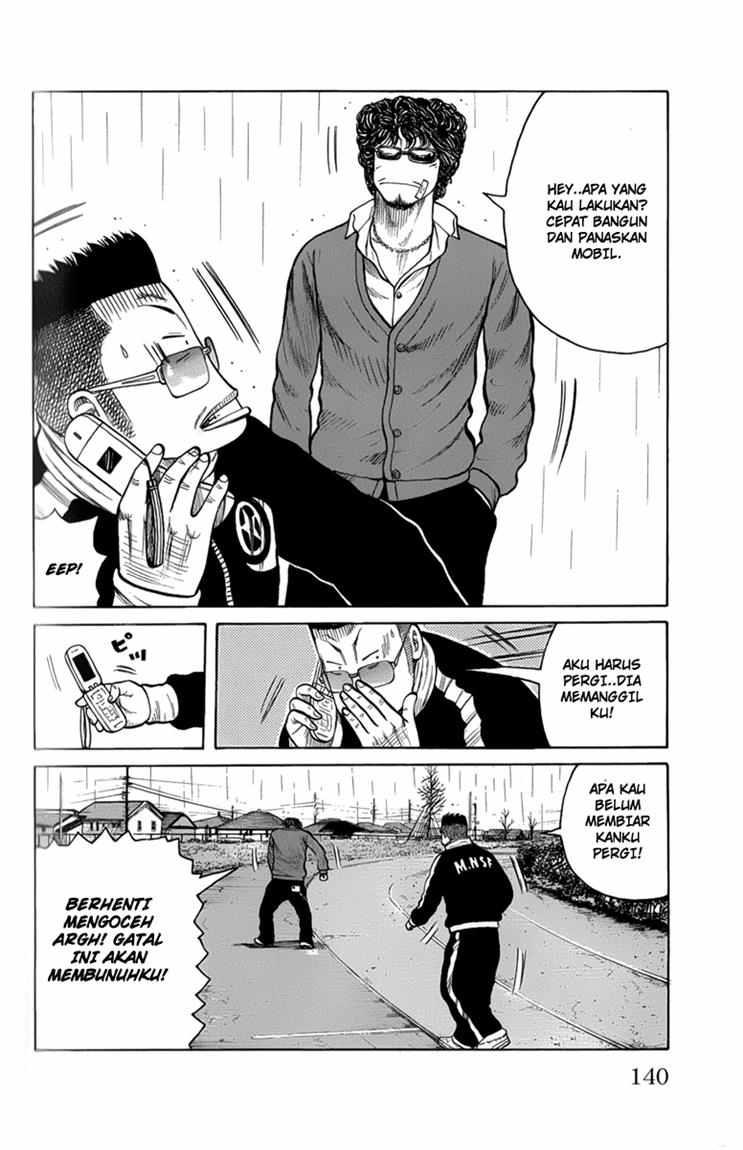 HEY..APA YANG
KAU LAKUKAN?
CEPAT BANGUN
DAN PANASKAN
MOBIL.
EEP!
AKU HARUS
PERGI..DIA
MEMANGGIL
KU!
ピッ
APA KAU
BELUM
MEMBIAR
KANKU
PERGI!
M.NSF
BERHENTI
MENGOCEH
ARGH! GATAL
INI AKAN
MEMBUNUHKU!
140